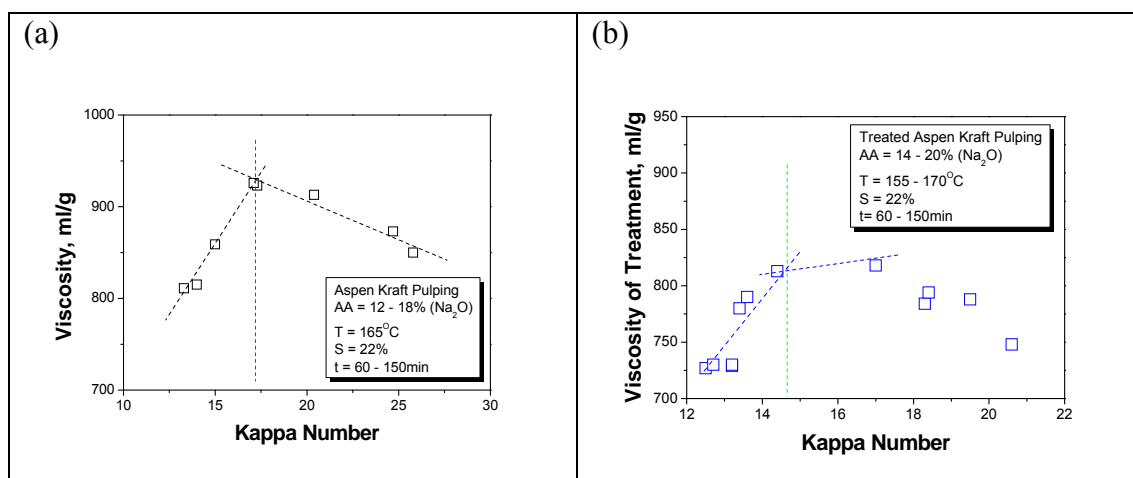 (a)
Viscosity, ml/g
1000
900
800
700
10
15
20
25
30
Kappa Number
Aspen Kraft Pulping
AA = 12 - 18% (Na₂O)
T = 165°C
S = 22%
t = 60 - 150min
(b)
Viscosity of Treatment, ml/g
950
900
850
800
750
700
12
14
16
18
20
22
Kappa Number
Treated Aspen Kraft Pulping
AA = 14 - 20% (Na₂O)
T = 155 - 170°C
S = 22%
t= 60 - 150min